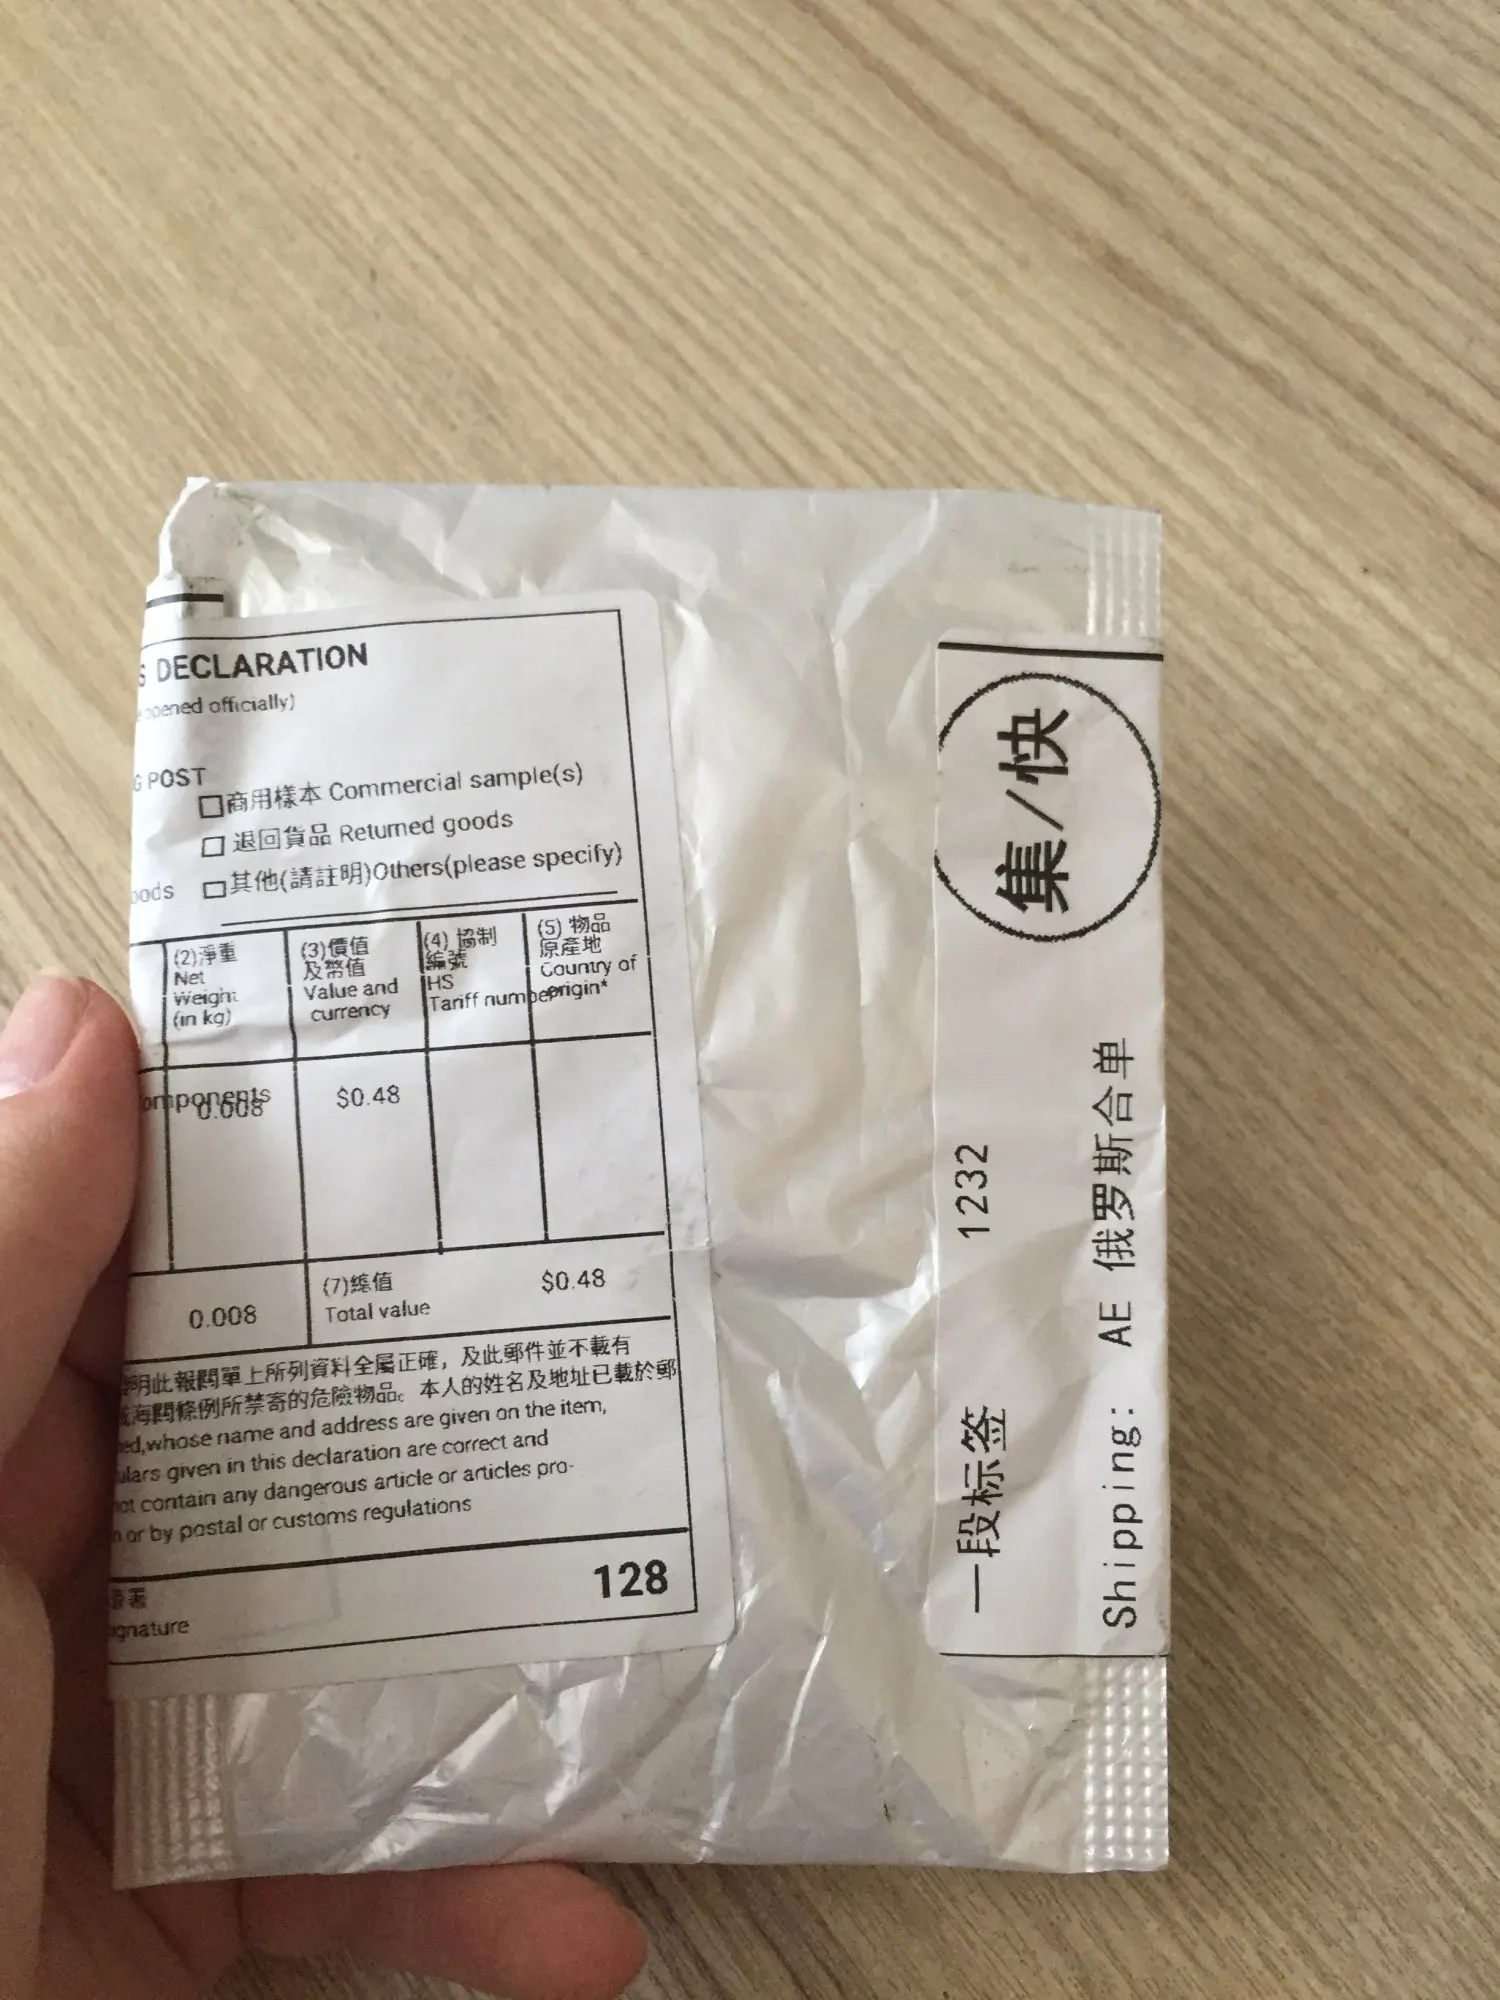 DECLARATION
opened officially)
POST
商用樣本 Commercial sample(s)
退回貨品 Returned goods
其他(請註明)Others(please specify)
(2)淨重
Net
Weight
(in kg)
(3)價值
及幣值
Value and
currency
(4) 協制
編號
HS
Tariff number
(5) 物品
原產地
Country of
origin*
omponents
0.008
$0.48
0.008
(7)總值
Total value
$0.48
明此報關單上所列資料全屬正確，及此郵件並不載有
海關條例所禁寄的危險物品。本人的姓名及地址已載於郵
ed,whose name and address are given on the item,
ulars given in this declaration are correct and
not contain any dangerous article or articles pro-
or by postal or customs regulations
署
ignature
128
集/快
一段标签 1232
Shipping: AE 俄罗斯合单